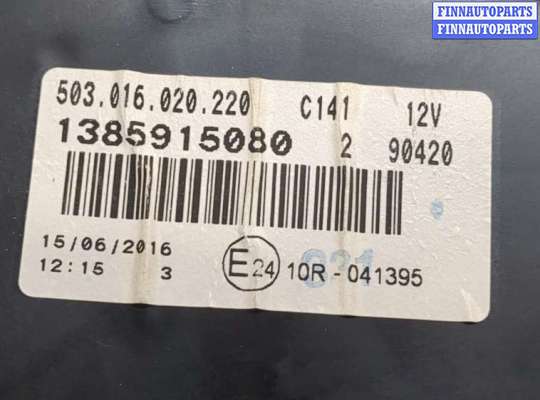 FINNAUTOPARTS
FINNAUTOPARTS
503.016.020.220 C141 12V
1385915080 2 90420
15/06/2016
12:15 3
E24 10R - 041395